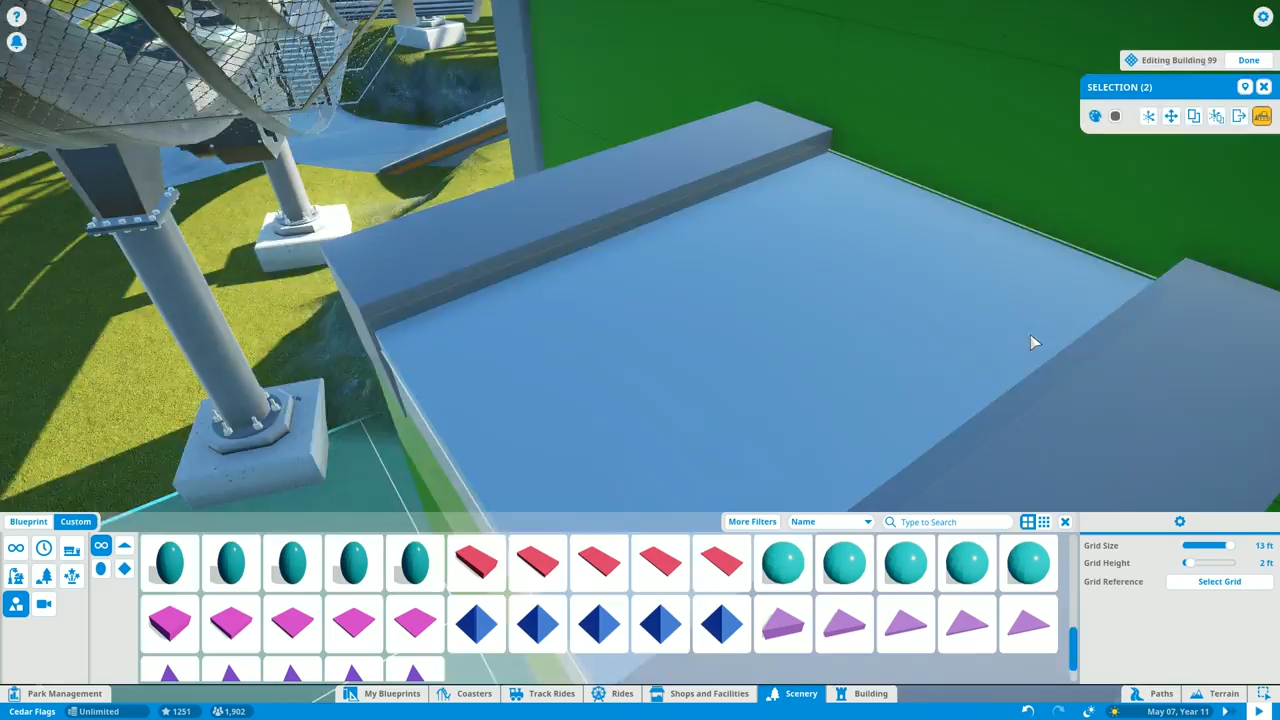 ?
Editing Building 99
Done
SELECTION (2)
Blueprint
Custom
More Filters
Name
Type to Search
Grid Size
13 ft
Grid Height
2 ft
Grid Reference
Select Grid
Park Management
My Blueprints
Coasters
Track Rides
Rides
Shops and Facilities
Scenery
Building
Paths
Terrain
Cedar Flags
Unlimited
1251
1,902
May 07, Year 11